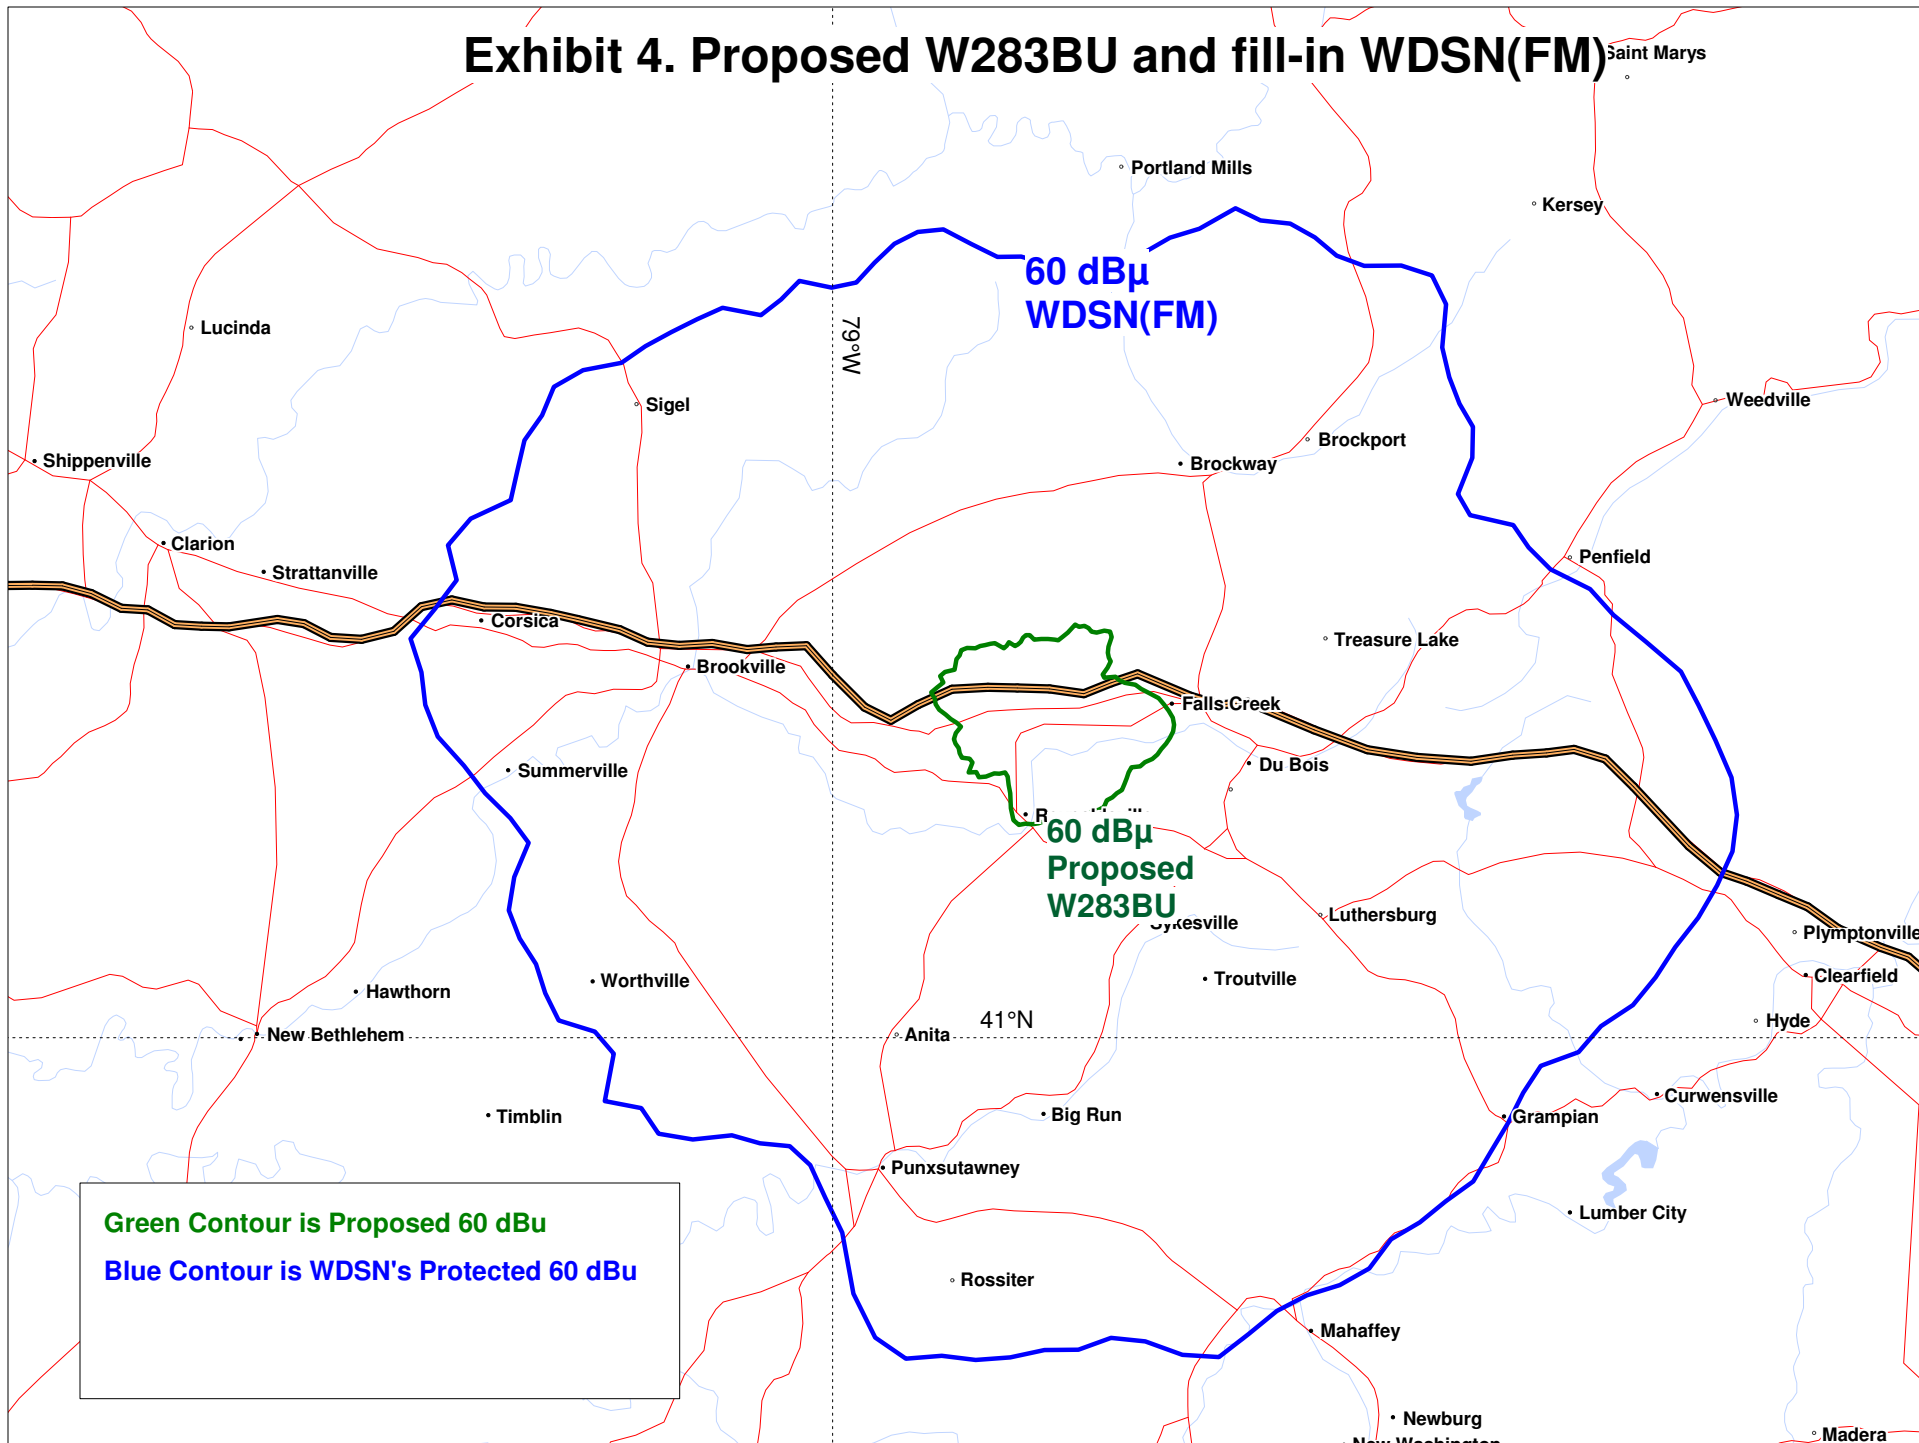 Exhibit 4. Proposed W283BU and fill-in WDSN(FM)
Saint Marys
Portland Mills
Kersey
60 dBµ
WDSN(FM)
79°W
Lucinda
Sigel
Weedville
Brockport
Shippenville
Brockway
Clarion
Penfield
Strattanville
Corsica
Treasure Lake
Brookville
Falls Creek
Summerville
Du Bois
60 dBµ
Proposed
W283BU
Luthersburg
Sykesville
Plymptonville
Clearfield
Troutville
Worthville
Hawthorn
41°N
Hyde
New Bethlehem
Anita
Curwensville
Timblin
Big Run
Grampian
Punxsutawney
Lumber City
Green Contour is Proposed 60 dBu
Blue Contour is WDSN's Protected 60 dBu
Rossiter
Mahaffey
Newburg
New Washington
Madera